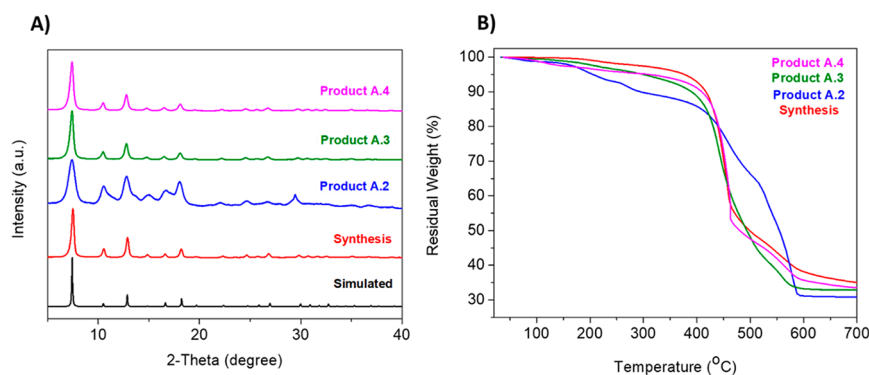 A)
Product A.4
Product A.3
Product A.2
Synthesis
Simulated
Intensity (a.u.)
10 20 30 40
2-Theta (degree)
B)
100
90
80
70
60
50
40
30
Residual Weight (%)
Product A.4
Product A.3
Product A.2
Synthesis
100 200 300 400 500 600 700
Temperature (°C)